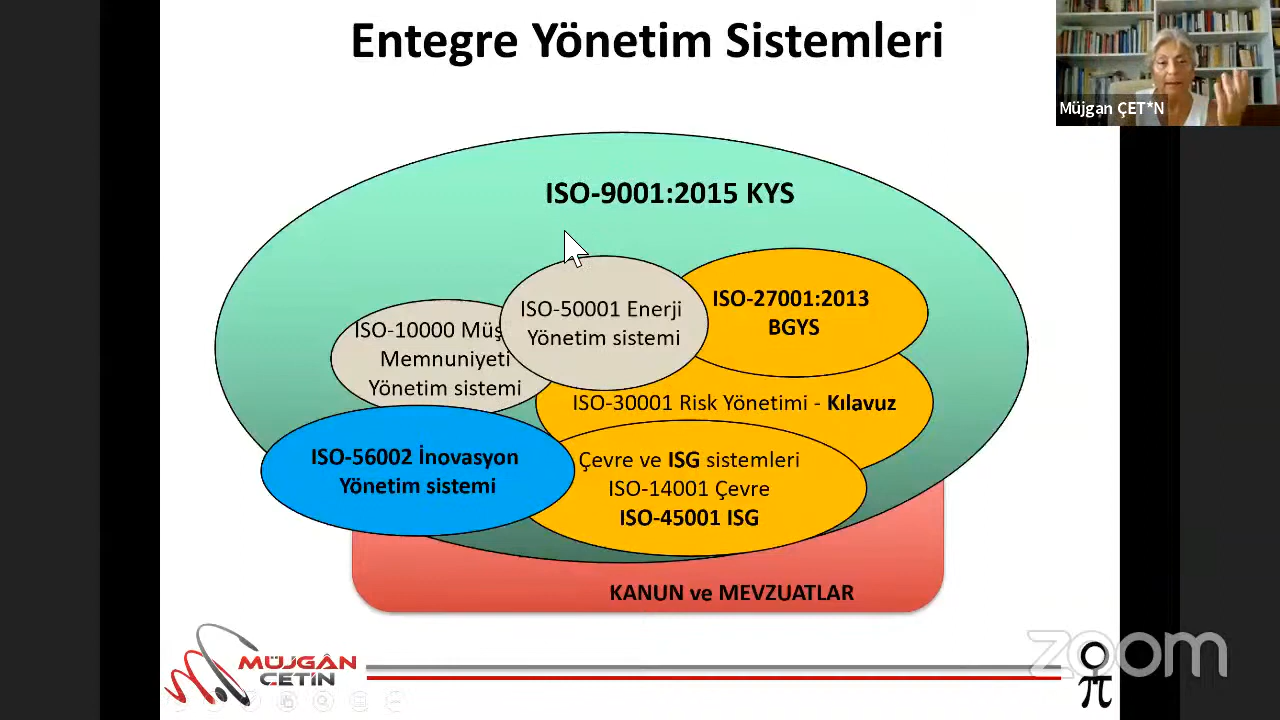 Entegre Yönetim Sistemleri
Müjgan ÇET*N
ISO-9001:2015 KYS
ISO-50001 Enerji
Yönetim sistemi
ISO-27001:2013
BGYS
ISO-10000 Müş
Memnuniyeti
Yönetim sistemi
ISO-30001 Risk Yönetimi - Kılavuz
ISO-56002 İnovasyon
Yönetim sistemi
Çevre ve ISG sistemleri
ISO-14001 Çevre
ISO-45001 ISG
KANUN ve MEVZUATLAR
MÜJGÂN
ÇETİN
zoom
π